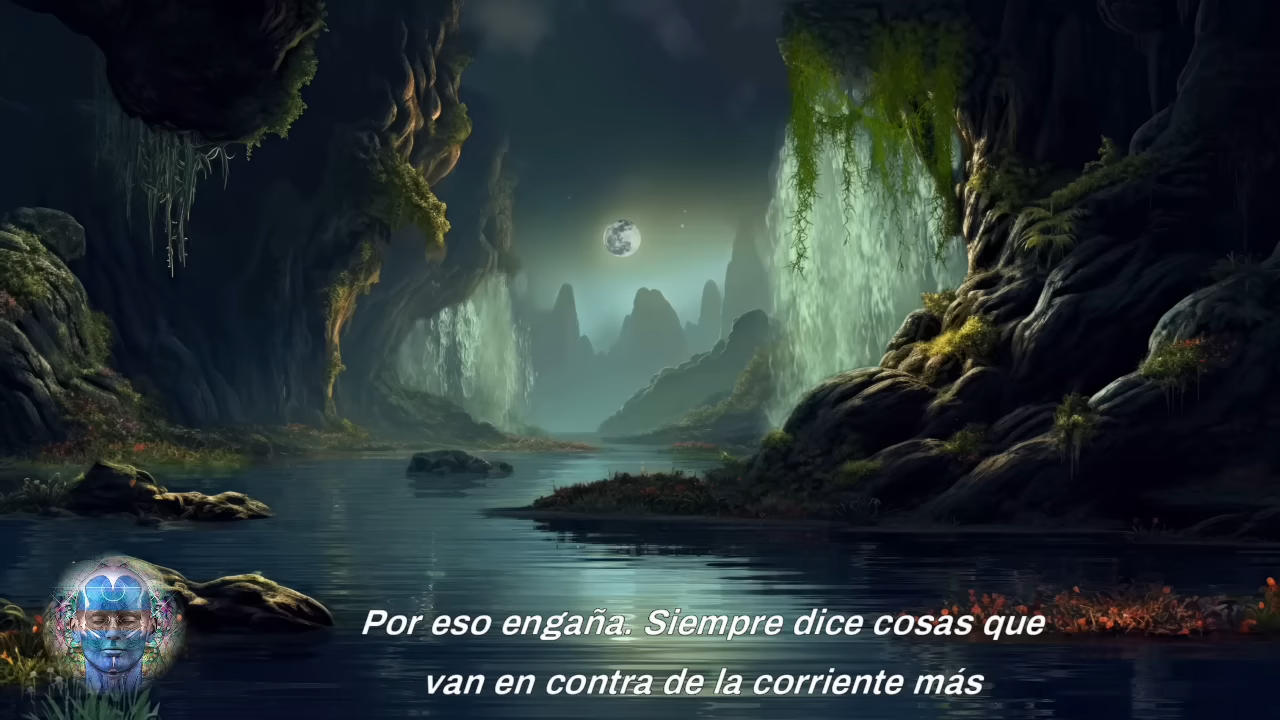 Por eso engaña. Siempre dice cosas que
van en contra de la corriente más